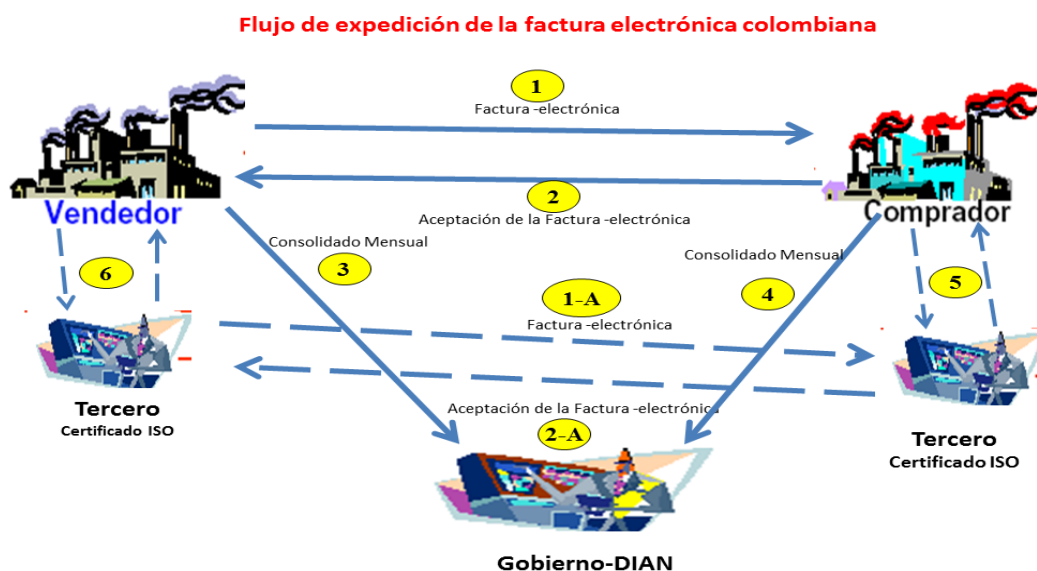 Flujo de expedición de la factura electrónica colombiana
1
Factura -electrónica
2
Aceptación de la Factura -electrónica
Vendedor
Comprador
Consolidado Mensual
3
Consolidado Mensual
4
6
5
1-A
Factura -electrónica
Tercero
Certificado ISO
Aceptación de la Factura -electrónica
2-A
Tercero
Certificado ISO
Gobierno-DIAN